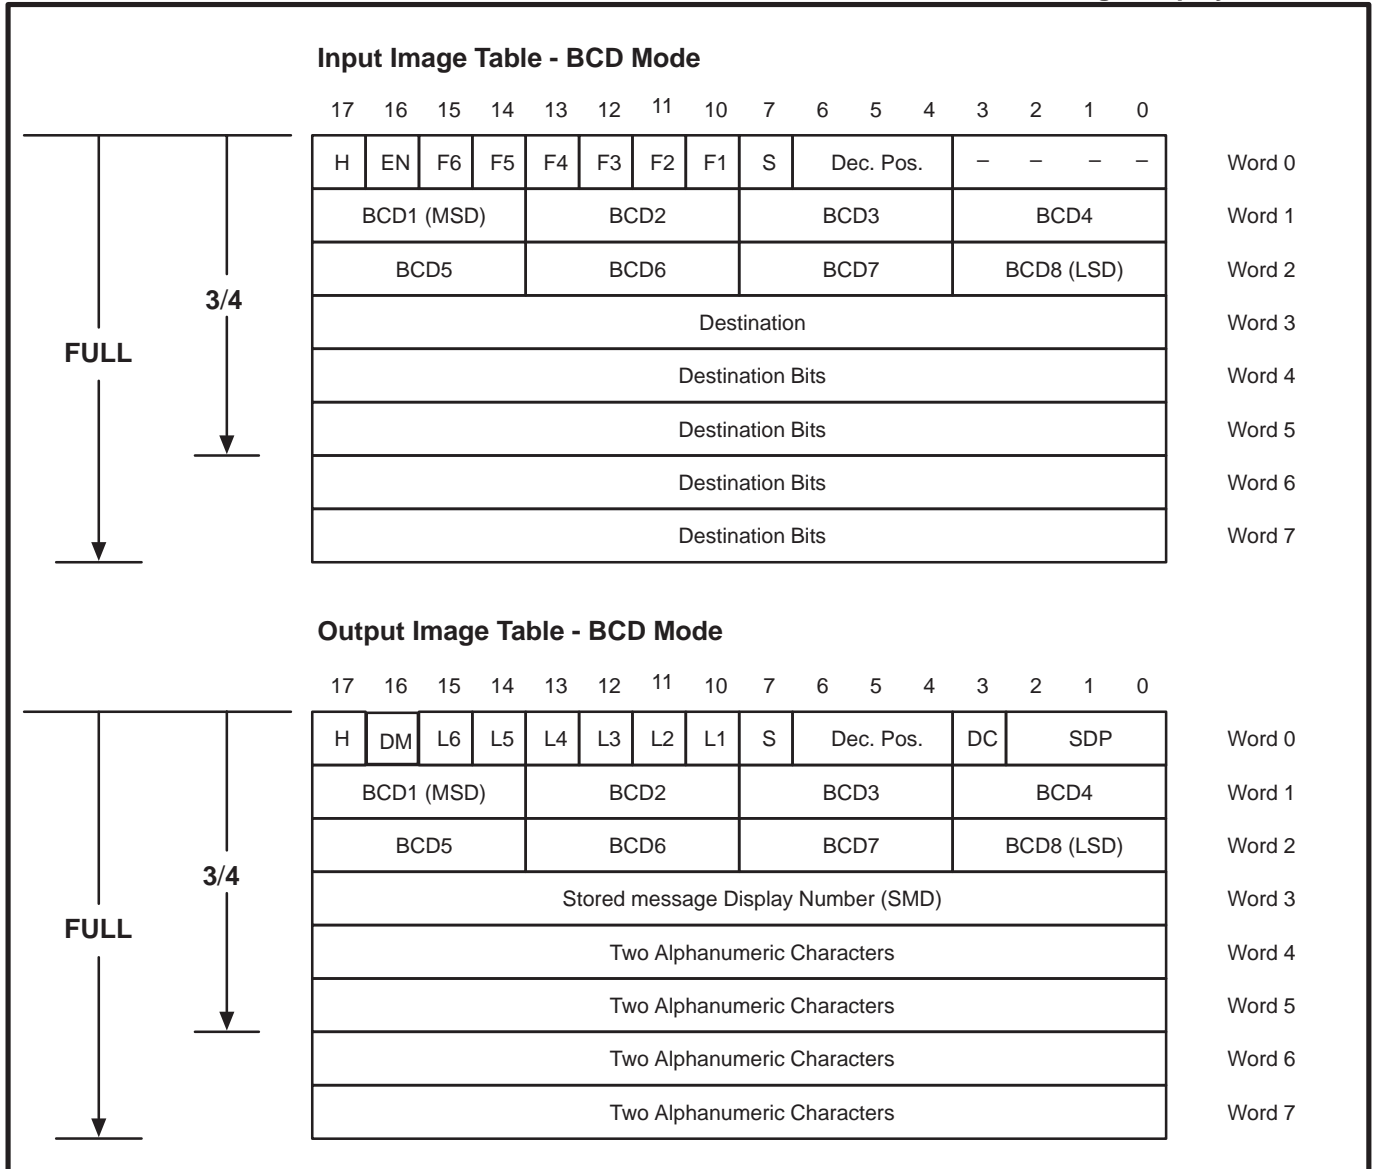 Input Image Table - BCD Mode
17 16 15 14 13 12 11 10 7 6 5 4 3 2 1 0
H EN F6 F5 F4 F3 F2 F1 S Dec. Pos. – – – – Word 0
BCD1 (MSD) BCD2 BCD3 BCD4 Word 1
BCD5 BCD6 BCD7 BCD8 (LSD) Word 2
3/4
Destination Word 3
FULL
Destination Bits Word 4
Destination Bits Word 5
Destination Bits Word 6
Destination Bits Word 7
Output Image Table - BCD Mode
17 16 15 14 13 12 11 10 7 6 5 4 3 2 1 0
H DM L6 L5 L4 L3 L2 L1 S Dec. Pos. DC SDP Word 0
BCD1 (MSD) BCD2 BCD3 BCD4 Word 1
BCD5 BCD6 BCD7 BCD8 (LSD) Word 2
3/4
Stored message Display Number (SMD) Word 3
FULL
Two Alphanumeric Characters Word 4
Two Alphanumeric Characters Word 5
Two Alphanumeric Characters Word 6
Two Alphanumeric Characters Word 7